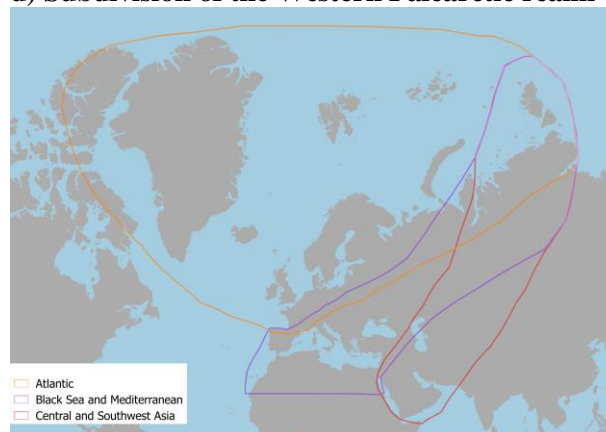 d) Subdivision of the Western Palearctic realm
Atlantic
Black Sea and Mediterranean
Central and Southwest Asia